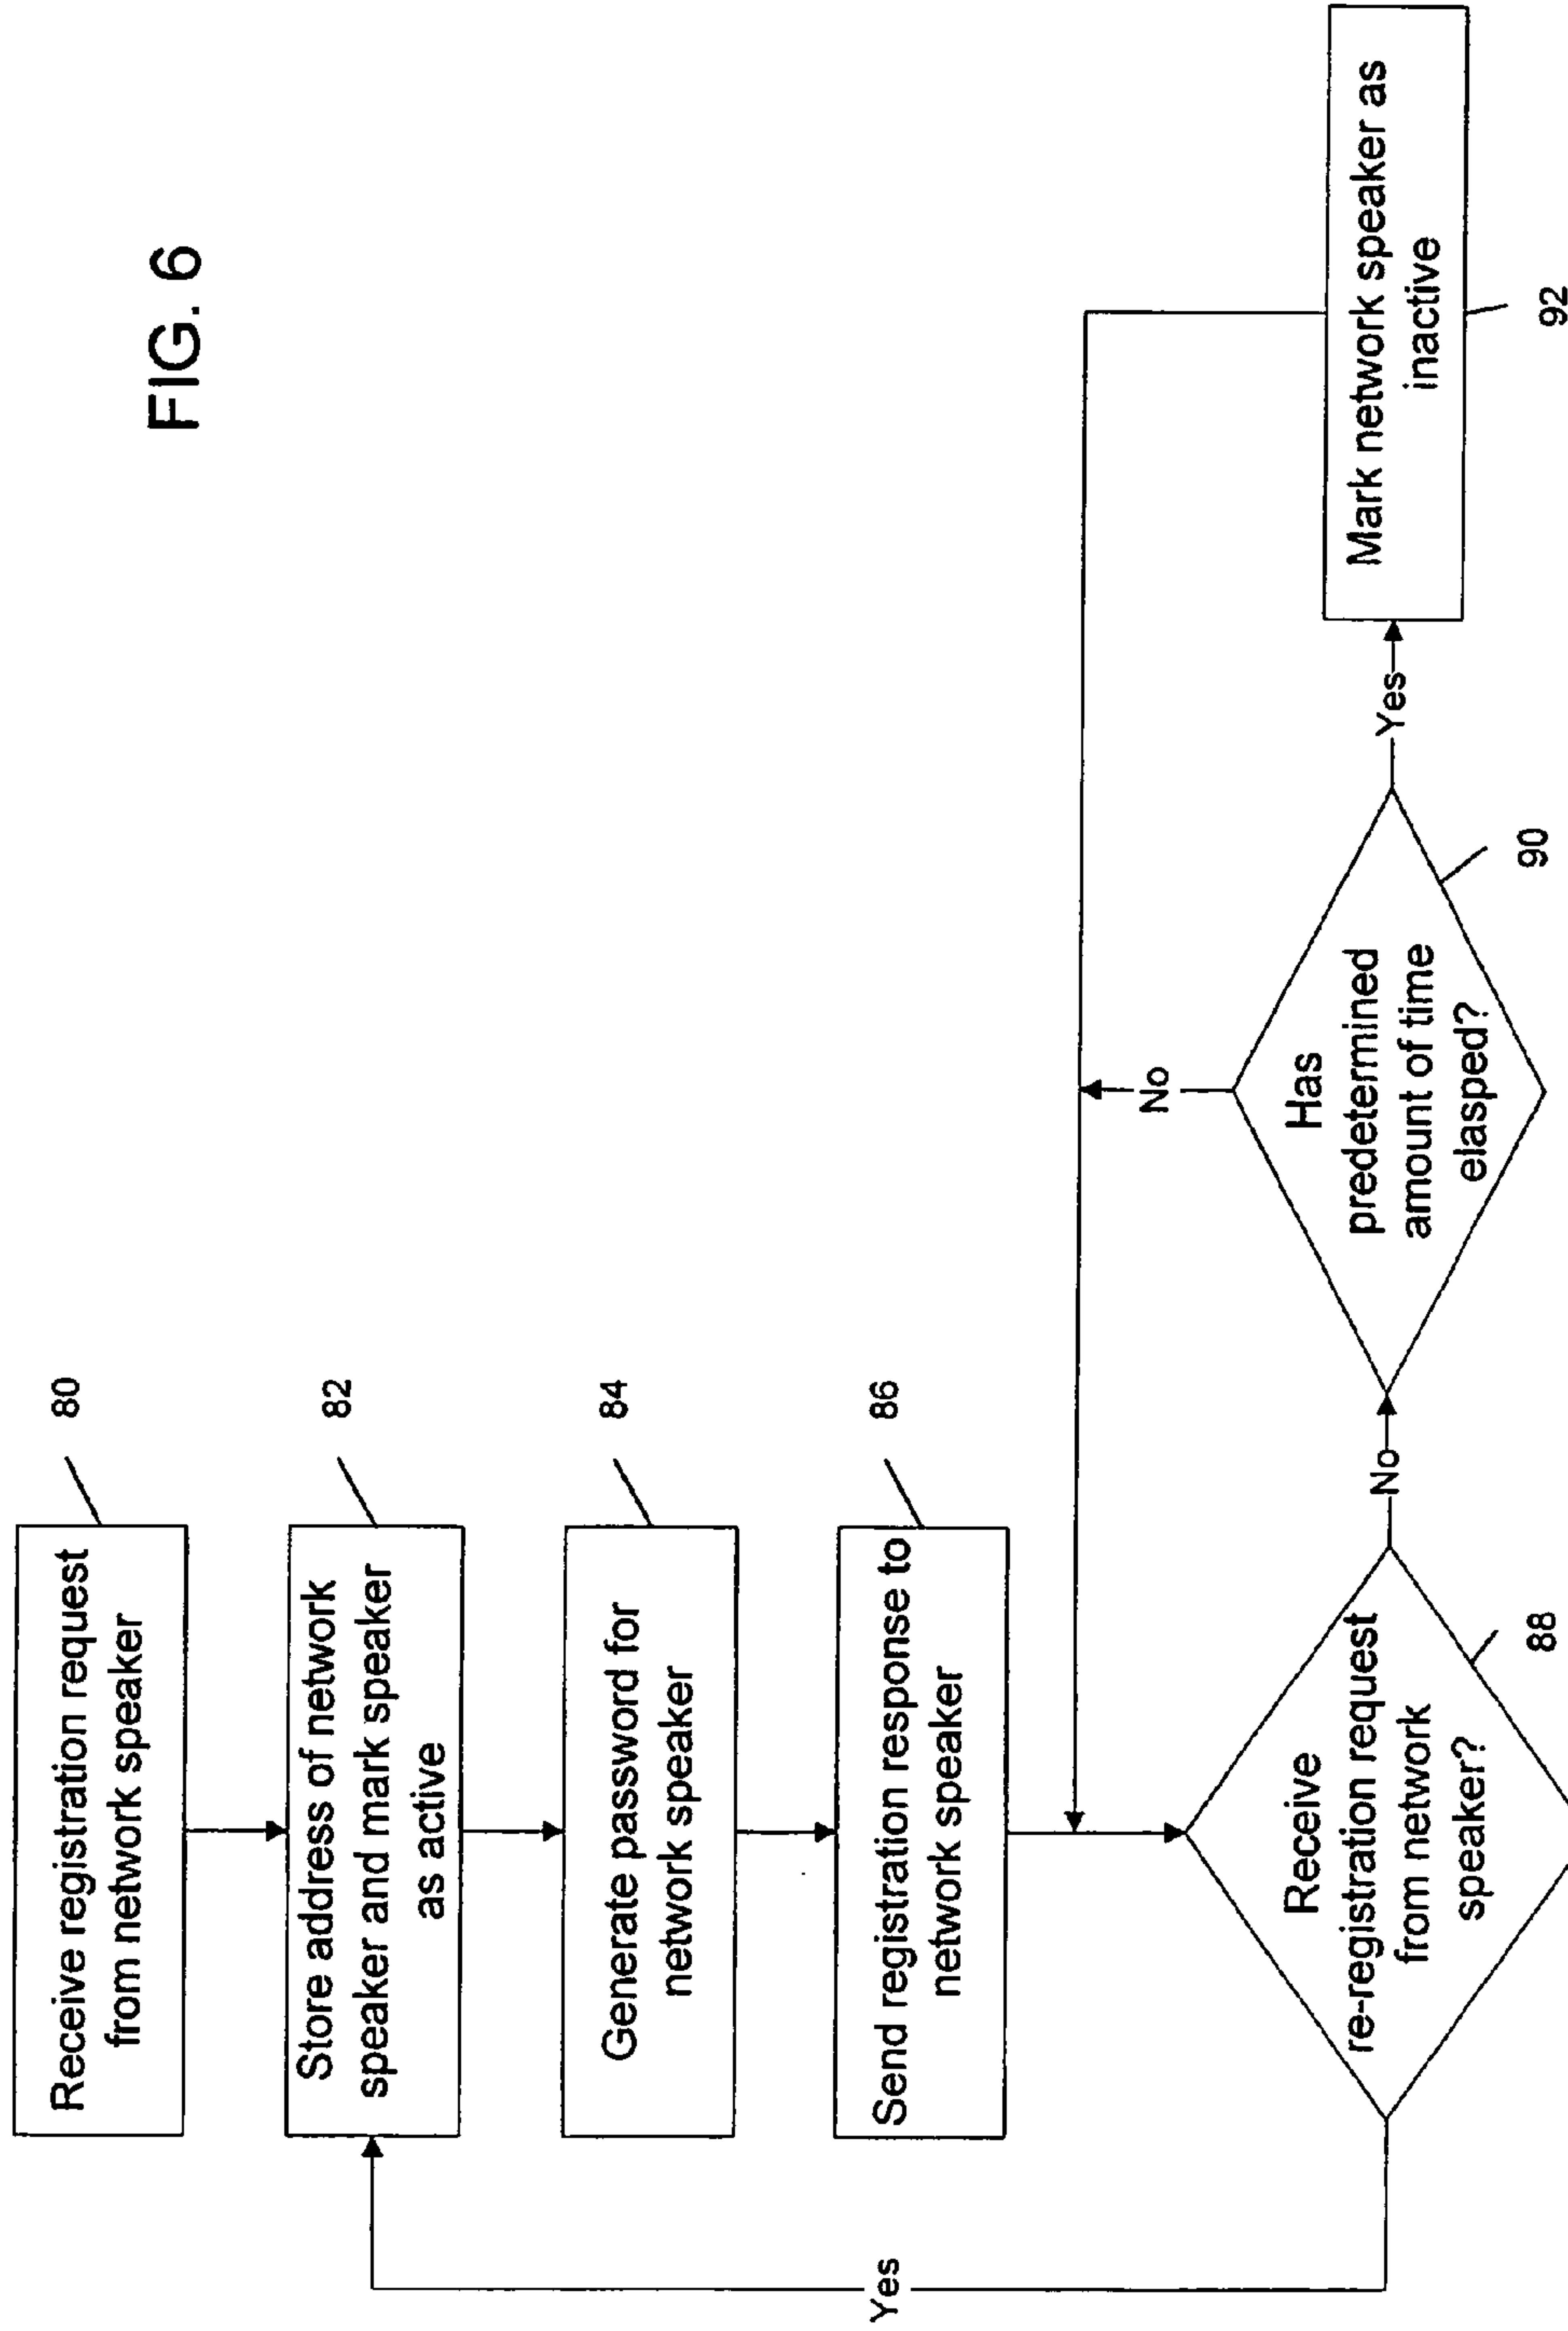 FIG. 6
Receive registration request
from network speaker
80
Store address of network
speaker and mark speaker
as active
82
Generate password for
network speaker
84
Send registration response to
network speaker
86
Receive
re-registration request
from network
speaker?
88
Yes
No
Has
predetermined
amount of time
elasped?
90
No
Yes
Mark network speaker as
inactive
92